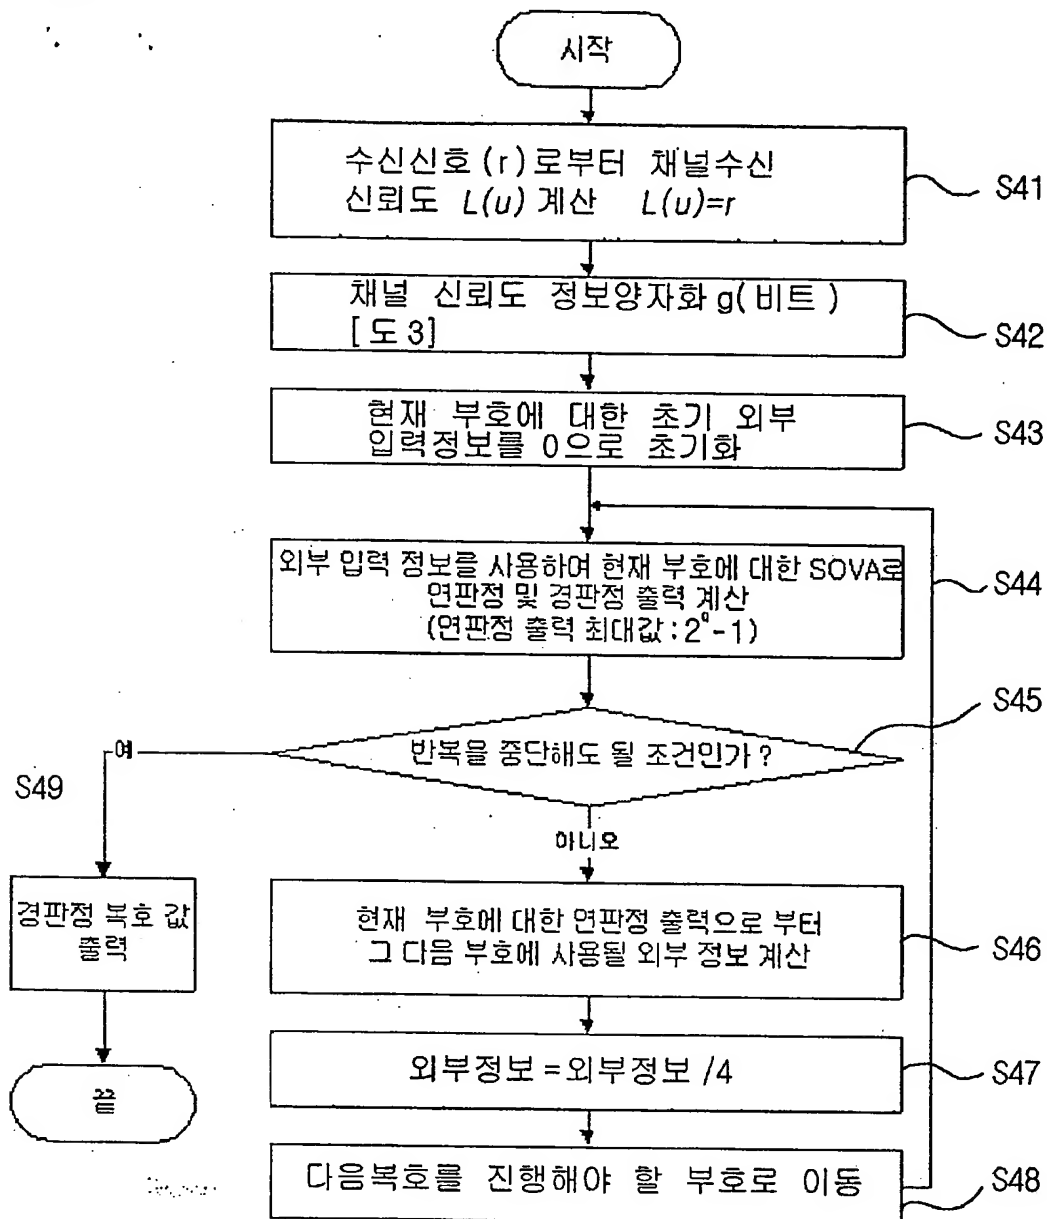 시작
수신신호(r)로부터 채널수신
신뢰도 L(u) 계산 L(u)=r
S41
채널 신뢰도 정보양자화 g(비트)
[도 3]
S42
현재 부호에 대한 초기 외부
입력정보를 0으로 초기화
S43
외부 입력 정보를 사용하여 현재 부호에 대한 SOVA로
연판정 및 경판정 출력 계산
(연판정 출력 최대값 : 2^q-1)
S44
반복을 중단해도 될 조건인가 ?
S45
예
S49
아니오
경판정 복호 값
출력
현재 부호에 대한 연판정 출력으로 부터
그 다음 부호에 사용될 외부 정보 계산
S46
외부정보 = 외부정보 /4
S47
끝
다음복호를 진행해야 할 부호로 이동
S48